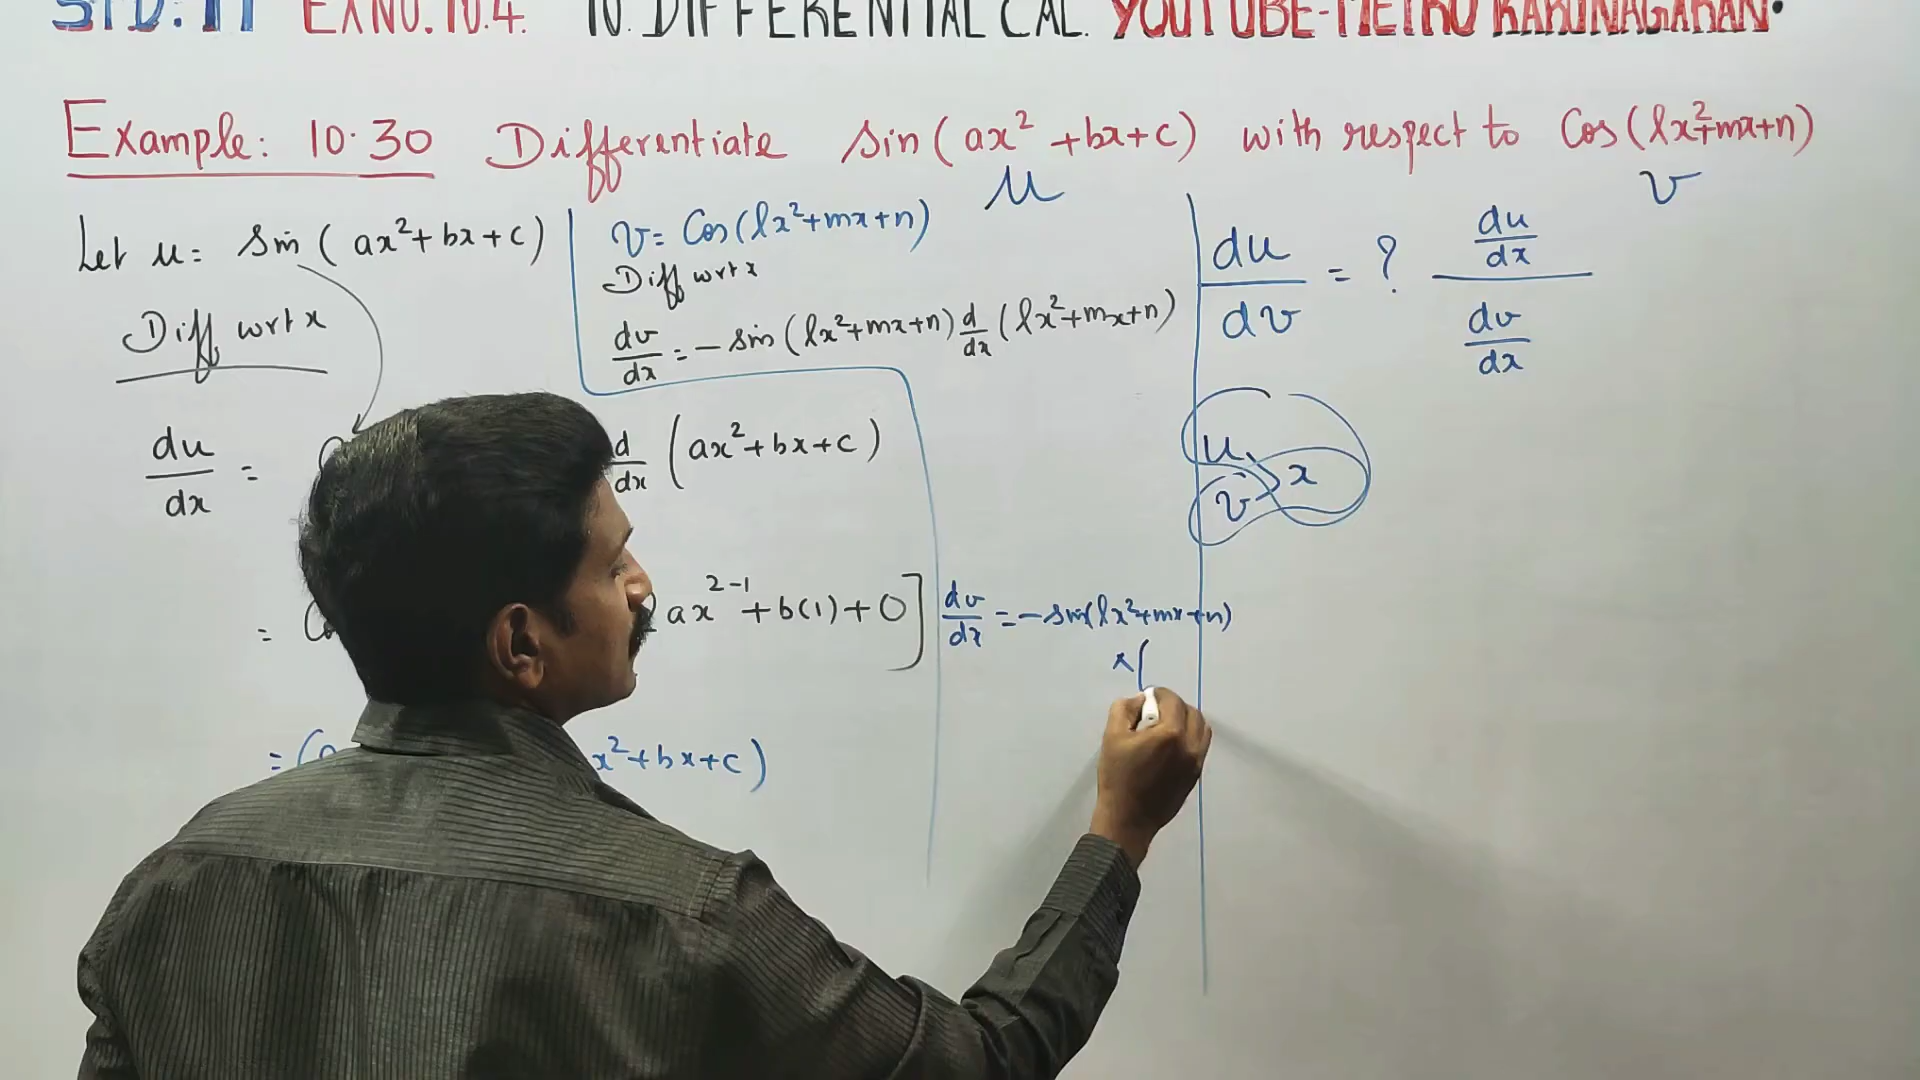 STD: 11 EXNO. 10.4. 10. DIFFERENTIAL CAL. YOUTUBE-METRO KARUNAGARAN.
Example: 10.30 Differentiate sin(ax²+bx+c) with respect to Cos(lx²+mx+n)
u v
Let u = sin(ax²+bx+c)
Diff wrt x
du/dx =
d/dx (ax²+bx+c)
=
ax²⁻¹+b(1)+0]
=
x²+bx+c)
v = Cos(lx²+mx+n)
Diff wrt x
dv/dx = -sin(lx²+mx+n) d/dx (lx²+mx+n)
dv/dx = -sin(lx²+mx+n)
×(
du/dv = ? du/dx / dv/dx
u
x
v